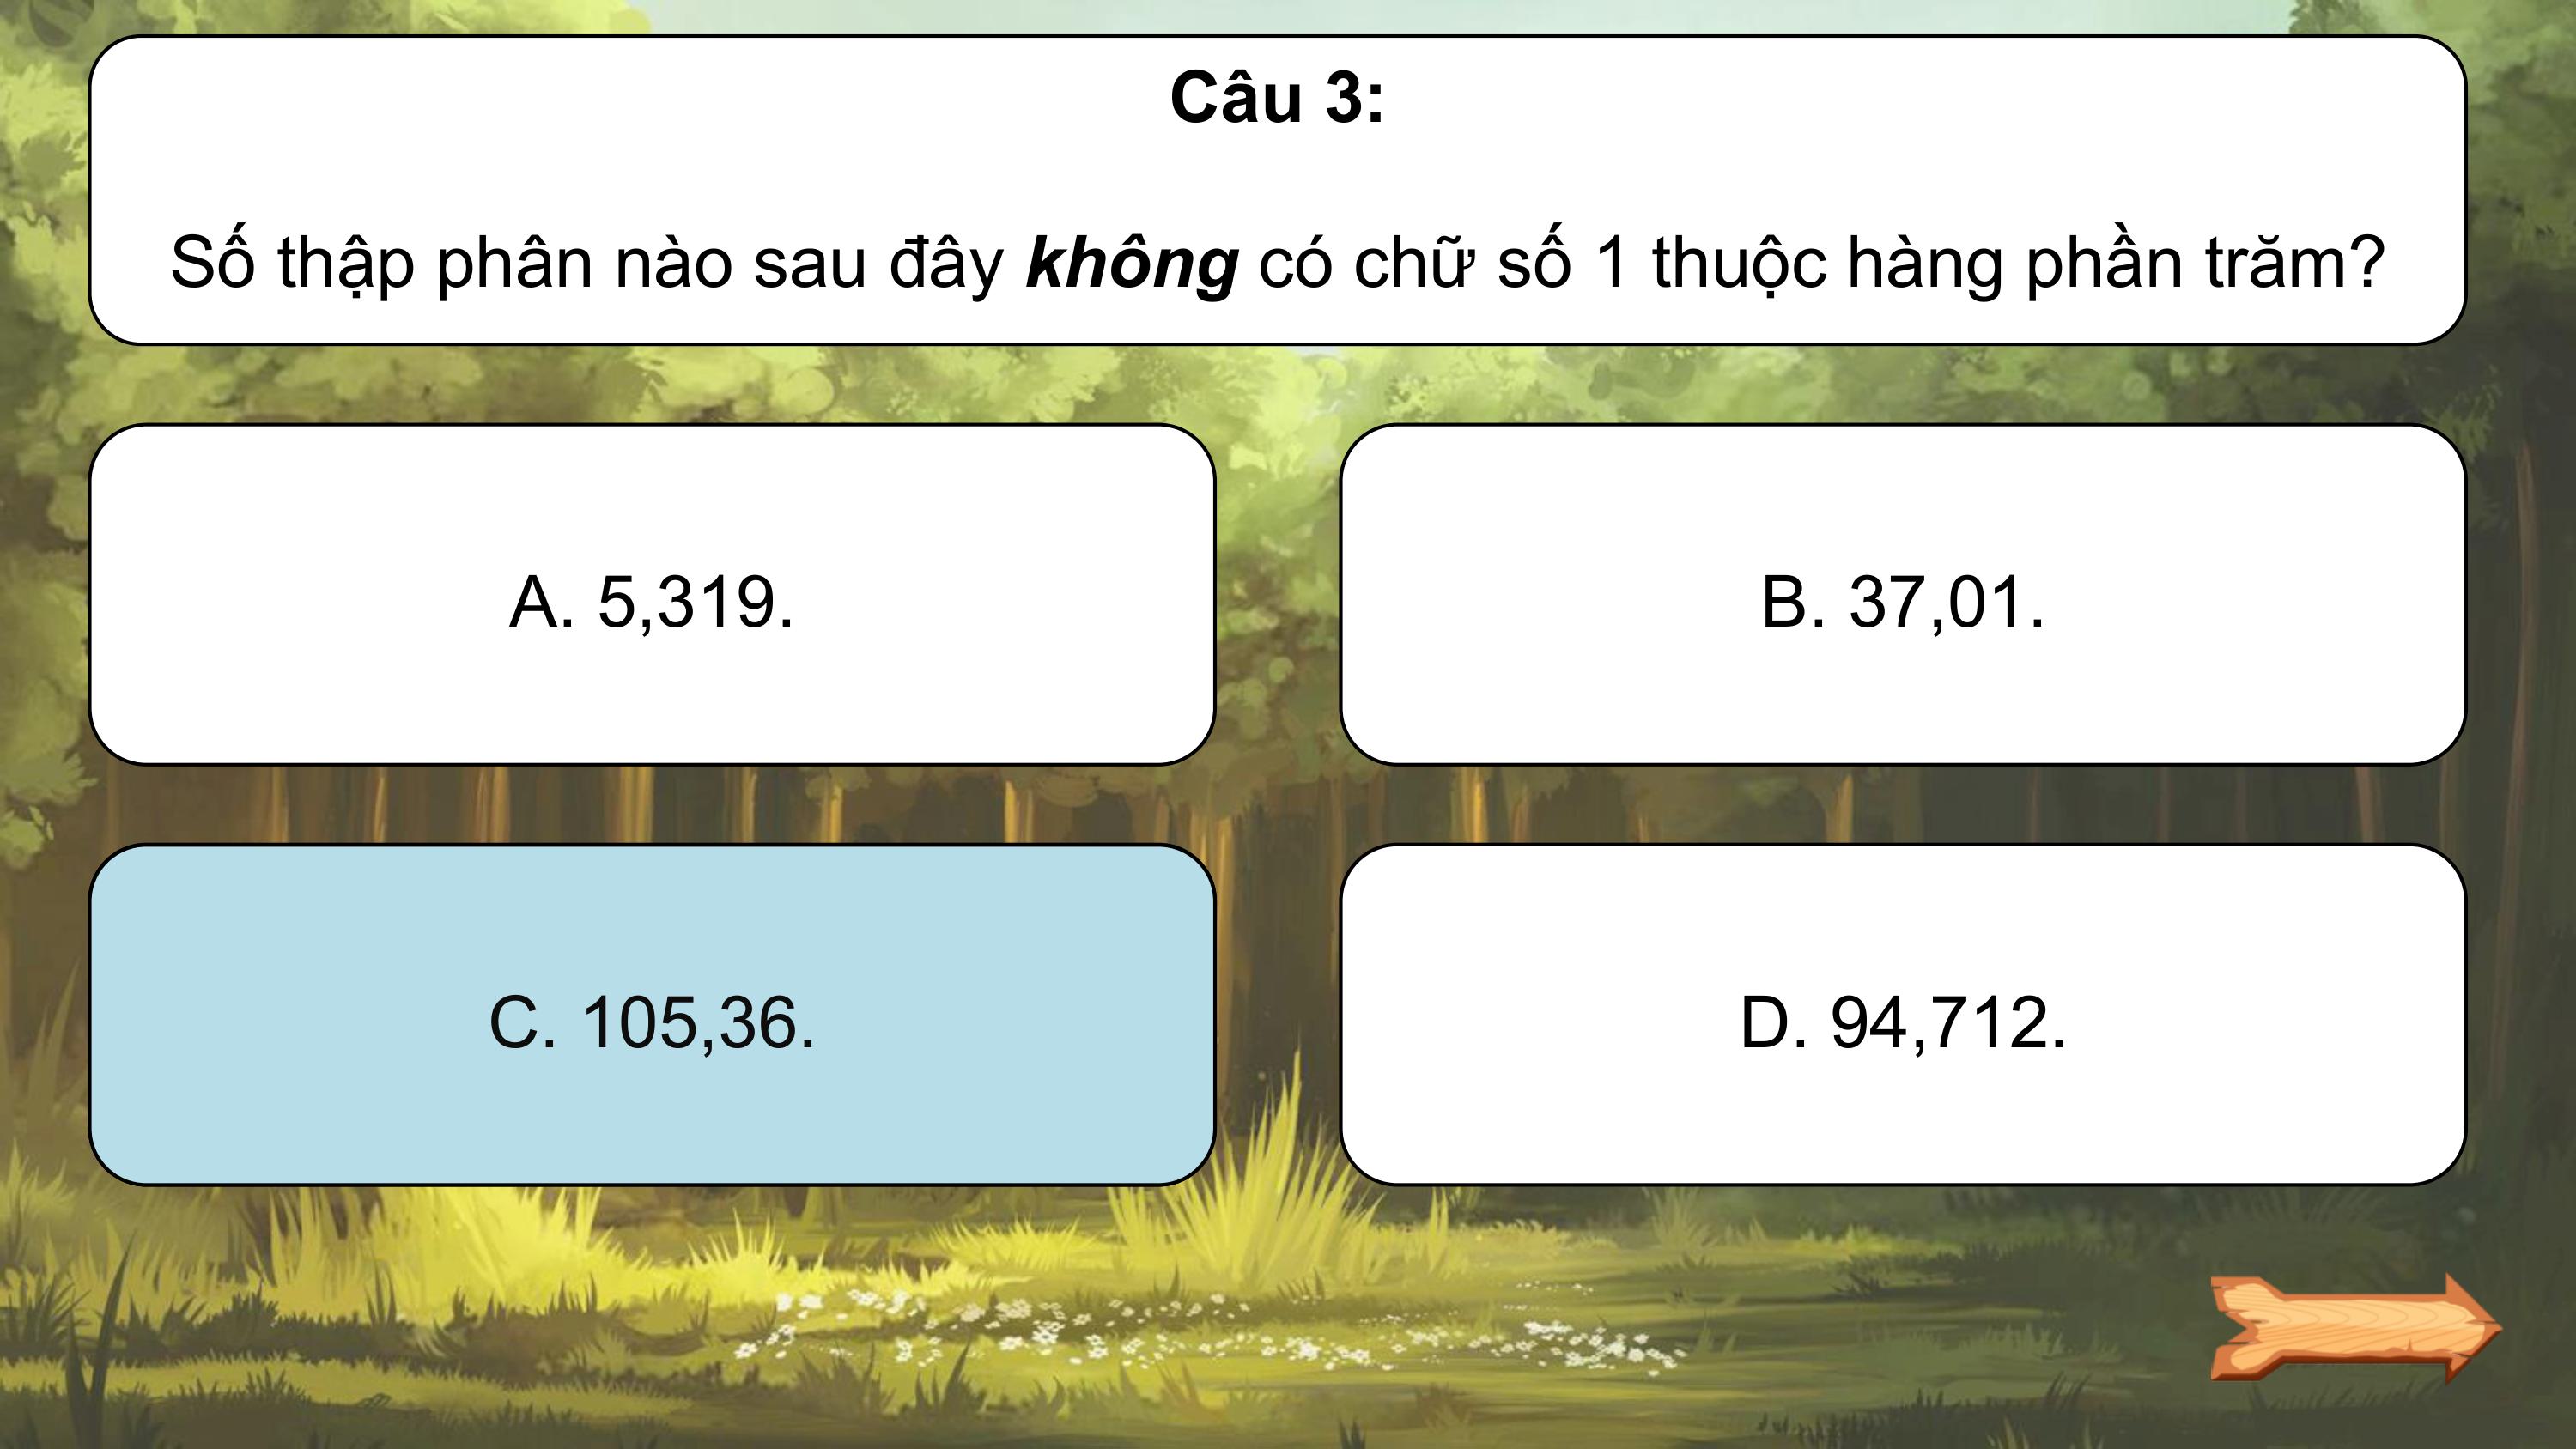 Câu 3:
Số thập phân nào sau đây không có chữ số 1 thuộc hàng phần trăm?
A. 5,319.
B. 37,01.
C. 105,36.
D. 94,712.